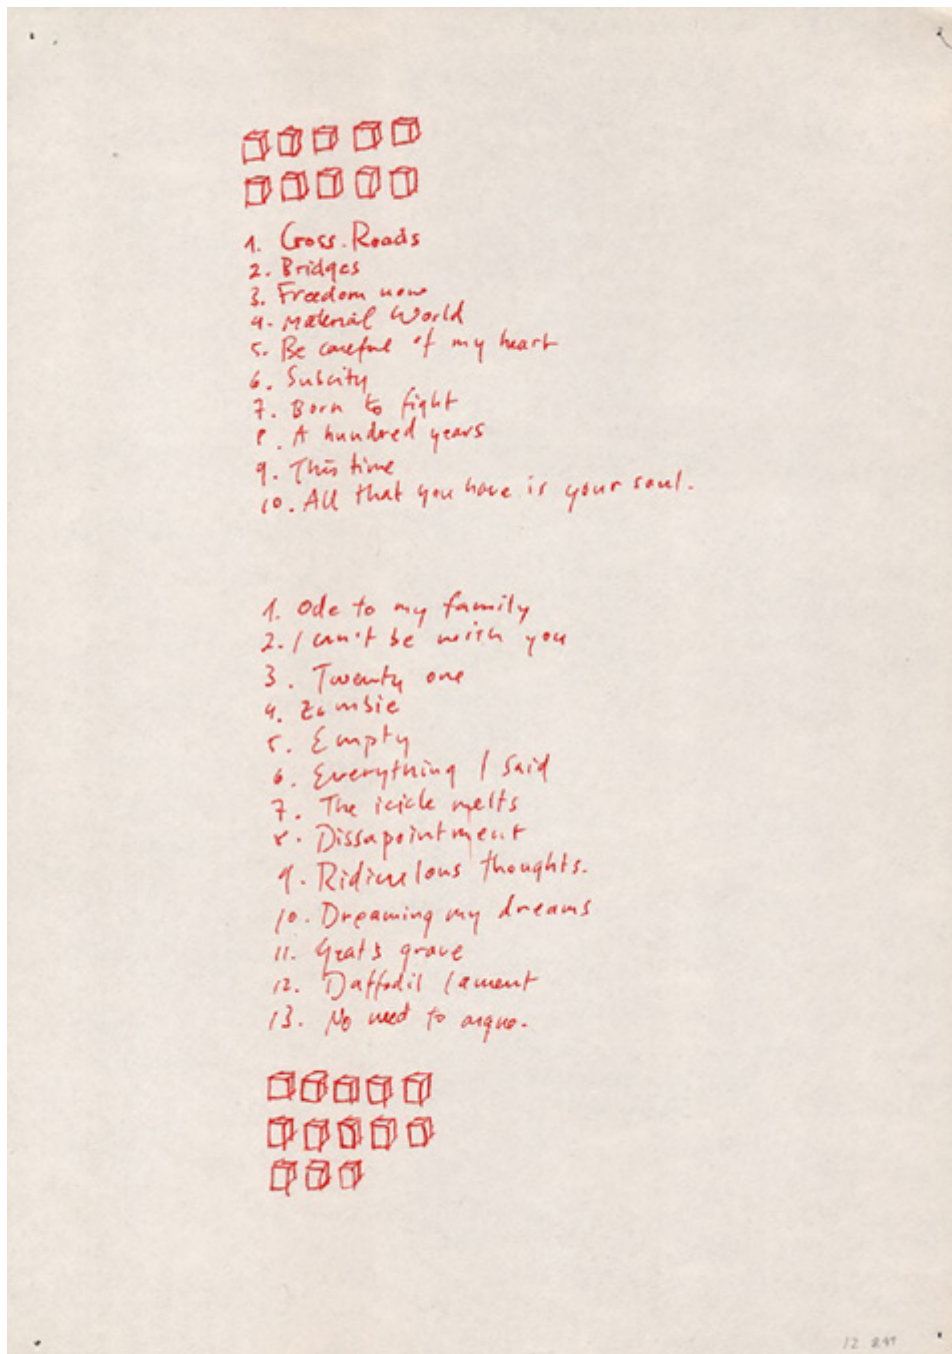 1. Cross.Roads
2. Bridges
3. Freedom now
4. Material World
5. Be careful of my heart
6. Subcity
7. Born to fight
8. A hundred years
9. This time
10. All that you have is your soul.
1. Ode to my family
2. I can't be with you
3. Twenty one
4. Zombie
5. Empty
6. Everything I said
7. The icicle melts
8. Dissapointment
9. Ridiculous thoughts.
10. Dreaming my dreams
11. Yeat's grave
12. Daffodil lament
13. No need to argue.